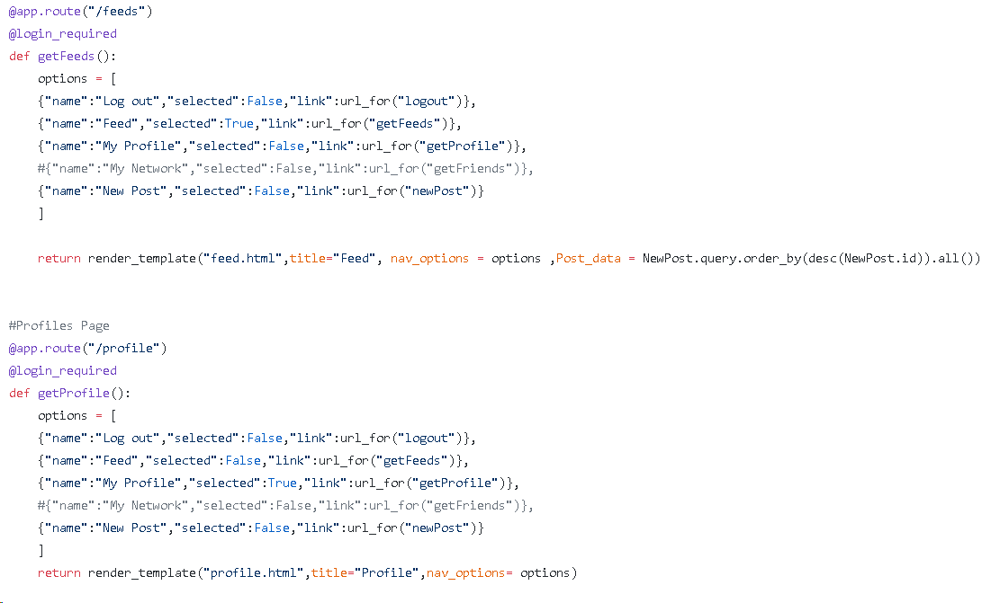 @app.route("/feeds")
@login_required
def getFeeds():
    options = [
    {"name":"Log out","selected":False,"link":url_for("logout")},
    {"name":"Feed","selected":True,"link":url_for("getFeeds")},
    {"name":"My Profile","selected":False,"link":url_for("getProfile")},
    #{"name":"My Network","selected":False,"link":url_for("getFriends")},
    {"name":"New Post","selected":False,"link":url_for("newPost")}
    ]
    return render_template("feed.html",title="Feed", nav_options = options ,Post_data = NewPost.query.order_by(desc(NewPost.id)).all())
#Profiles Page
@app.route("/profile")
@login_required
def getProfile():
    options = [
    {"name":"Log out","selected":False,"link":url_for("logout")},
    {"name":"Feed","selected":False,"link":url_for("getFeeds")},
    {"name":"My Profile","selected":True,"link":url_for("getProfile")},
    #{"name":"My Network","selected":False,"link":url_for("getFriends")},
    {"name":"New Post","selected":False,"link":url_for("newPost")}
    ]
    return render_template("profile.html",title="Profile",nav_options= options)